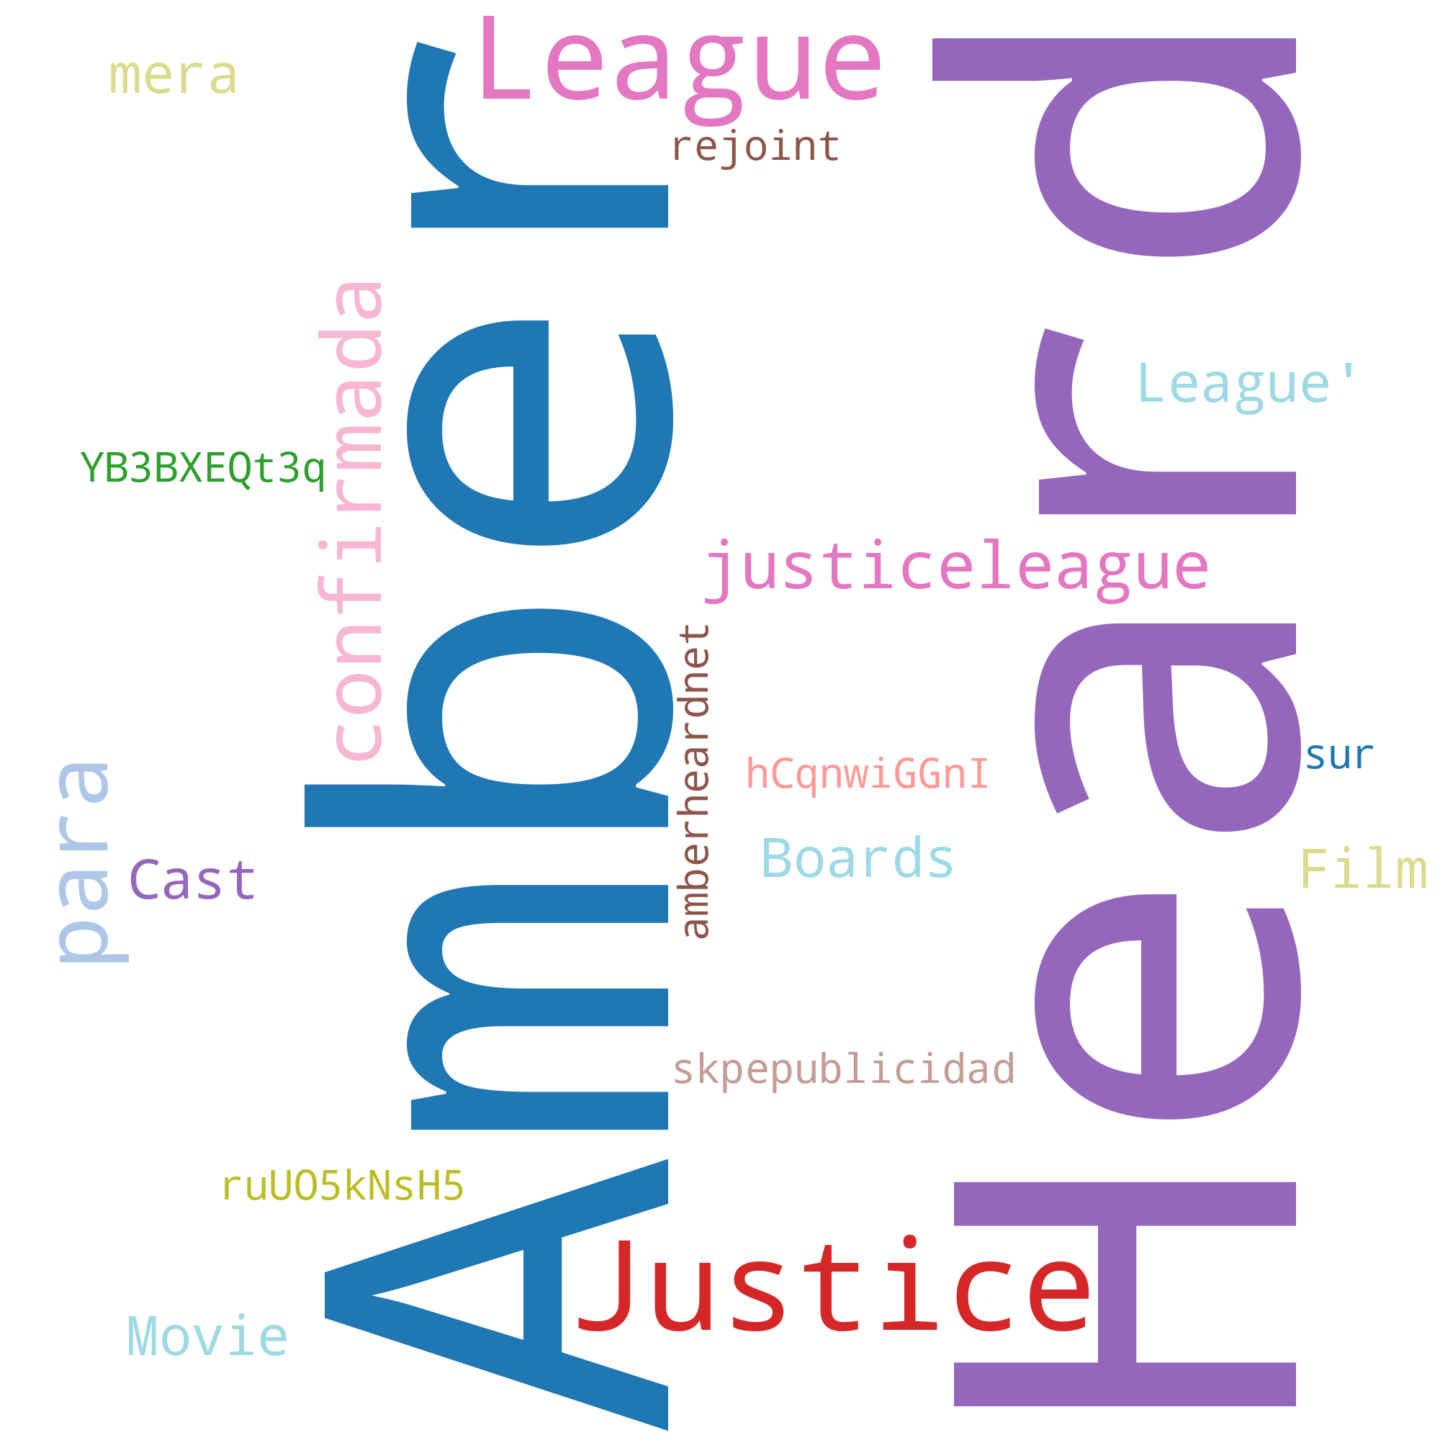 League
mera
rejoint
Amber
Heard
confirmada
League'
YB3BXEQt3q
justiceleague
amberheardnet
sur
hCqnwiGGnI
para
Boards
Film
Cast
skpepublicidad
ruUO5kNsH5
Justice
Movie